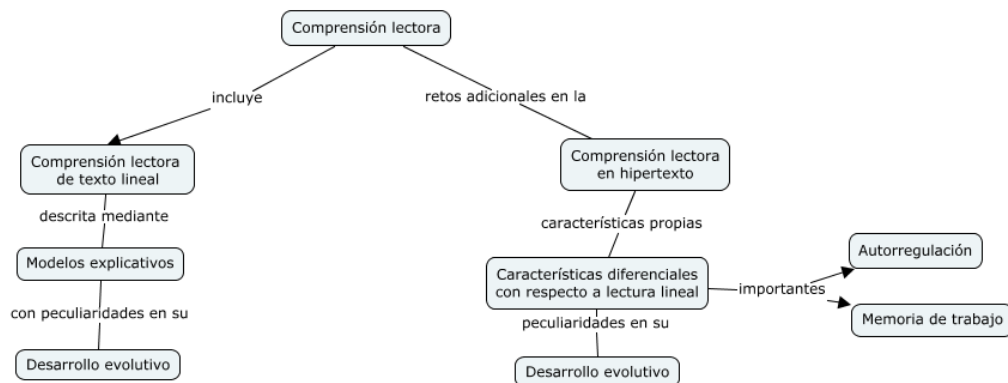 Comprensión lectora
incluye
retos adicionales en la
Comprensión lectora
de texto lineal
Comprensión lectora
en hipertexto
descrita mediante
características propias
Modelos explicativos
Características diferenciales
con respecto a lectura lineal
importantes
Autorregulación
Memoria de trabajo
con peculiaridades en su
peculiaridades en su
Desarrollo evolutivo
Desarrollo evolutivo